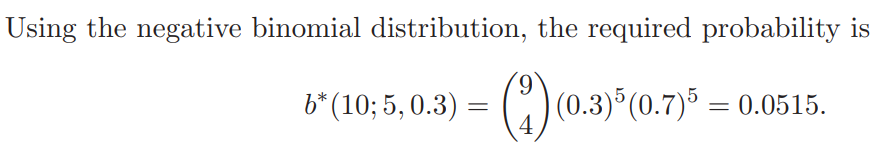 Using the negative binomial distribution, the required probability is
b*(10; 5, 0.3) = (9 4) (0.3)^5(0.7)^5 = 0.0515.